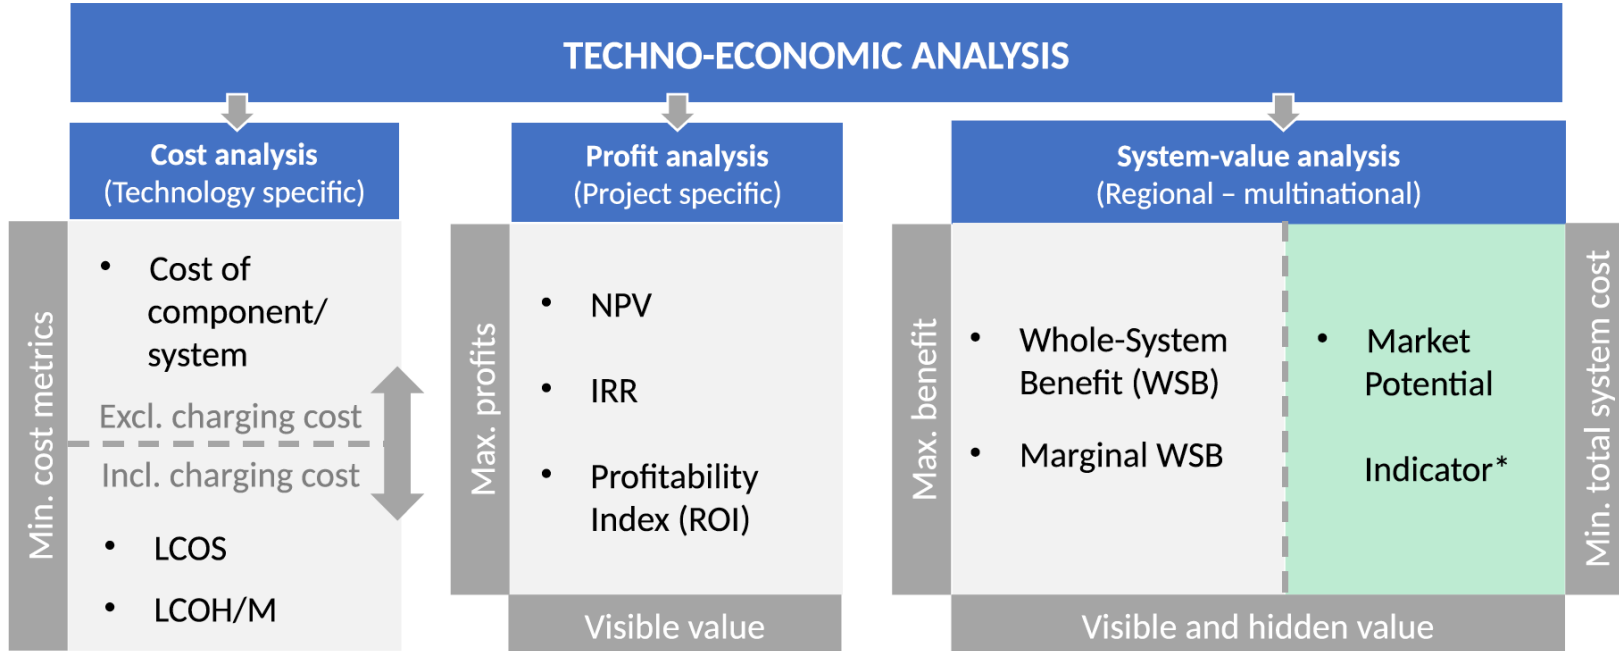 TECHNO-ECONOMIC ANALYSIS
Cost analysis
(Technology specific)
Min. cost metrics
• Cost of
component/
system
Excl. charging cost
Incl. charging cost
• LCOS
• LCOH/M
Profit analysis
(Project specific)
Max. profits
• NPV
• IRR
• Profitability
Index (ROI)
Visible value
System-value analysis
(Regional – multinational)
Max. benefit
• Whole-System
Benefit (WSB)
• Marginal WSB
• Market
Potential
Indicator*
Min. total system cost
Visible and hidden value